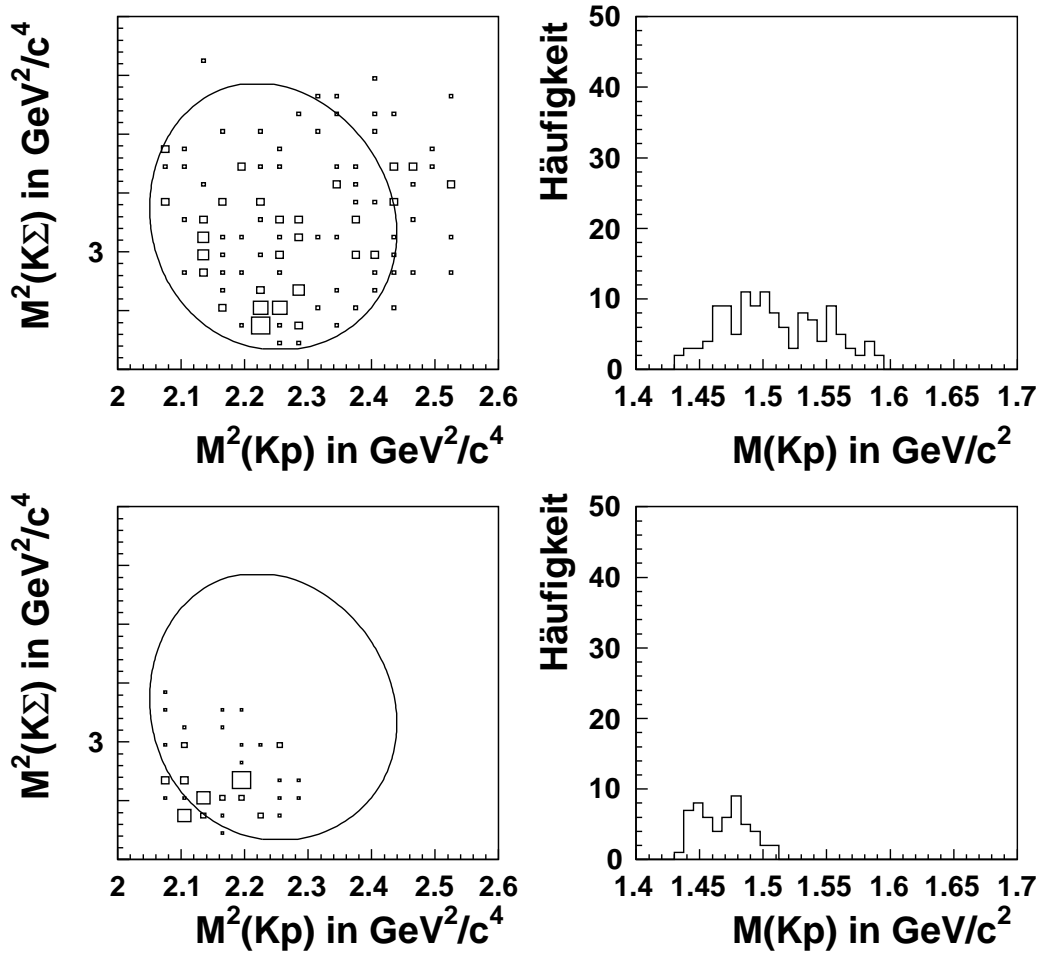 M²(KΣ) in GeV²/c⁴
3
2 2.1 2.2 2.3 2.4 2.5 2.6
M²(Kp) in GeV²/c⁴
Häufigkeit
50
40
30
20
10
0
1.4 1.45 1.5 1.55 1.6 1.65 1.7
M(Kp) in GeV/c²
M²(KΣ) in GeV²/c⁴
3
2 2.1 2.2 2.3 2.4 2.5 2.6
M²(Kp) in GeV²/c⁴
Häufigkeit
50
40
30
20
10
0
1.4 1.45 1.5 1.55 1.6 1.65 1.7
M(Kp) in GeV/c²